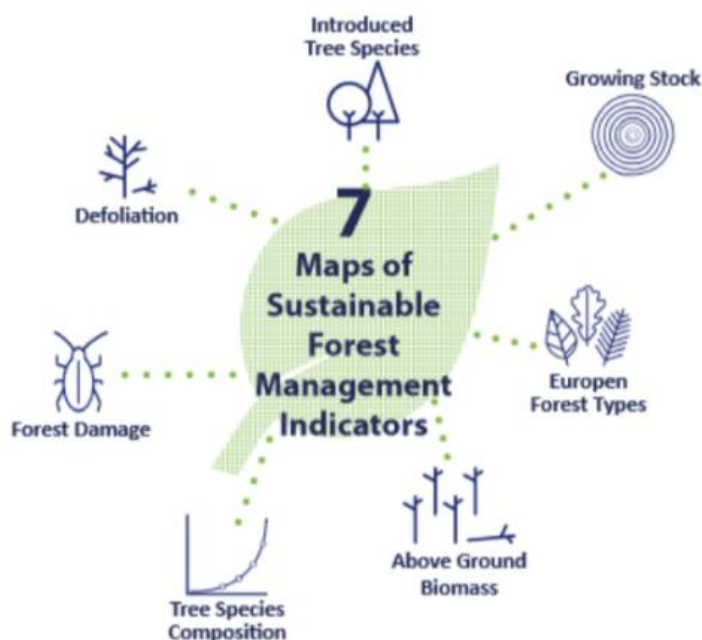 Introduced
Tree Species
Growing Stock
Defoliation
7
Maps of
Sustainable
Forest
Management
Indicators
Europen
Forest Types
Forest Damage
Above Ground
Biomass
Tree Species
Composition